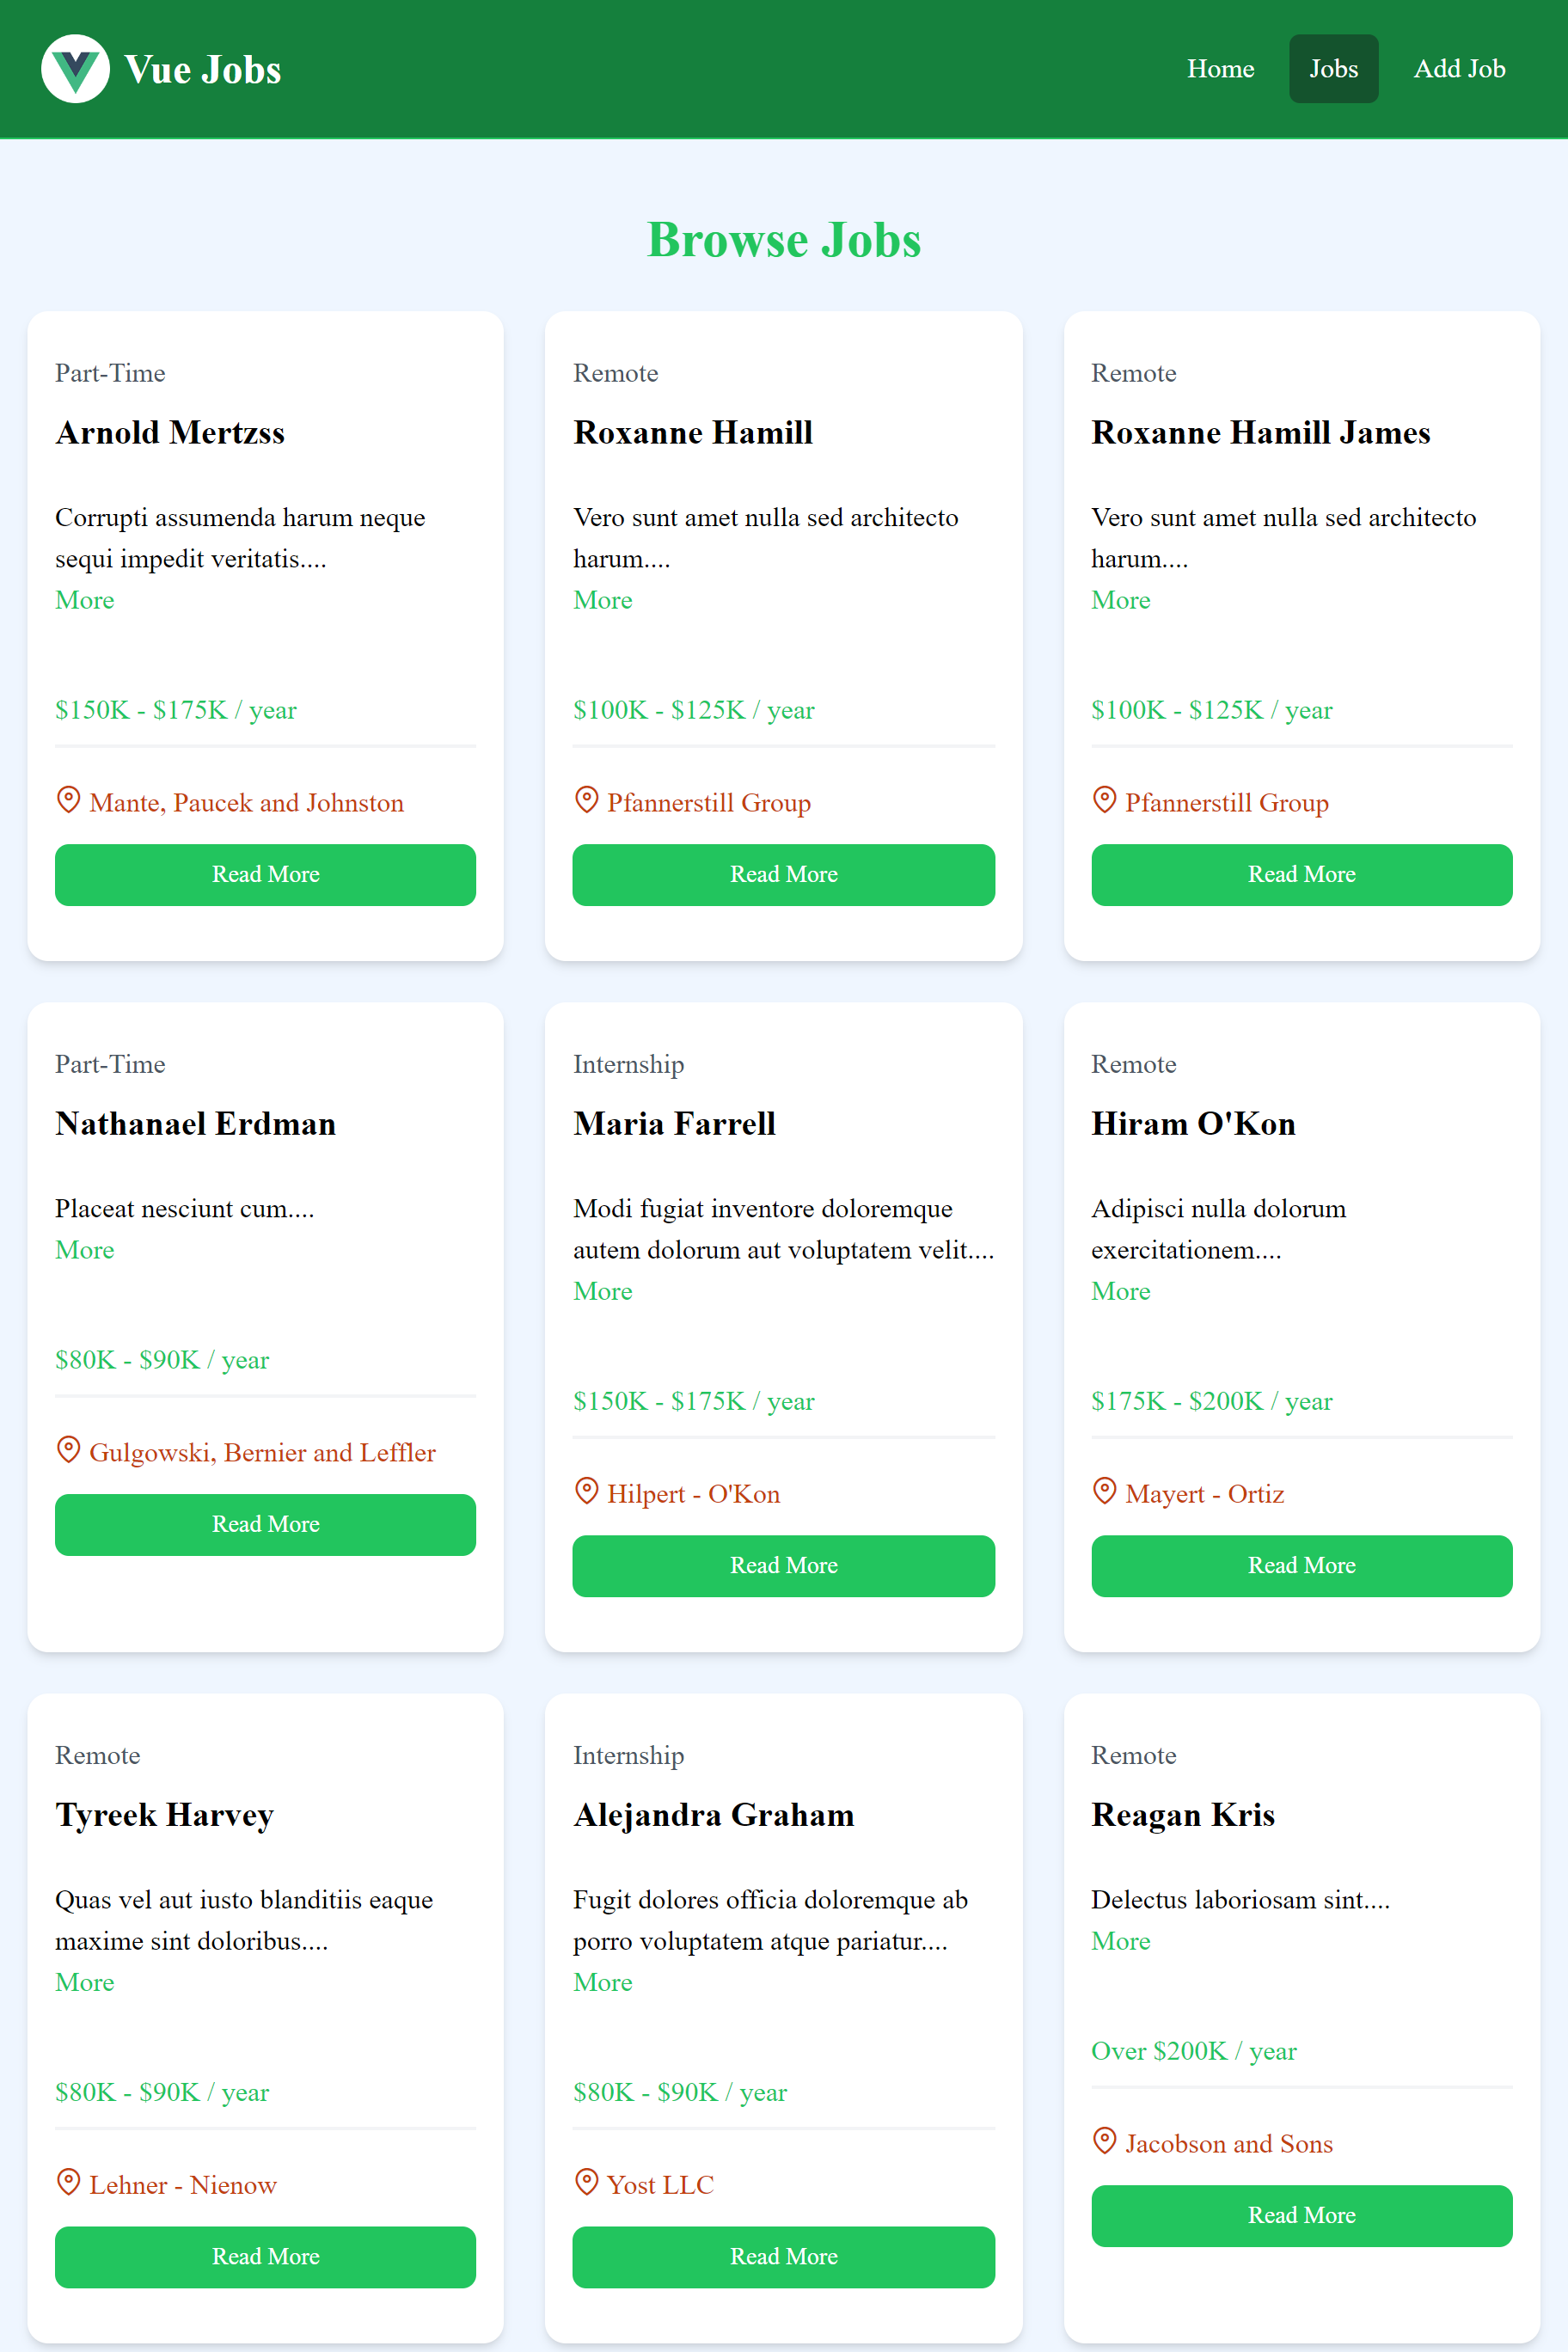 Vue Jobs
Home
Jobs
Add Job
Browse Jobs
Part-Time
Arnold Mertzss
Corrupti assumenda harum neque
sequi impedit veritatis....
More
$150K - $175K / year
Mante, Paucek and Johnston
Read More
Remote
Roxanne Hamill
Vero sunt amet nulla sed architecto
harum....
More
$100K - $125K / year
Pfannerstill Group
Read More
Remote
Roxanne Hamill James
Vero sunt amet nulla sed architecto
harum....
More
$100K - $125K / year
Pfannerstill Group
Read More
Part-Time
Nathanael Erdman
Placeat nesciunt cum....
More
$80K - $90K / year
Gulgowski, Bernier and Leffler
Read More
Internship
Maria Farrell
Modi fugiat inventore doloremque
autem dolorum aut voluptatem velit....
More
$150K - $175K / year
Hilpert - O'Kon
Read More
Remote
Hiram O'Kon
Adipisci nulla dolorum
exercitationem....
More
$175K - $200K / year
Mayert - Ortiz
Read More
Remote
Tyreek Harvey
Quas vel aut iusto blanditiis eaque
maxime sint doloribus....
More
$80K - $90K / year
Lehner - Nienow
Read More
Internship
Alejandra Graham
Fugit dolores officia doloremque ab
porro voluptatem atque pariatur....
More
$80K - $90K / year
Yost LLC
Read More
Remote
Reagan Kris
Delectus laboriosam sint....
More
Over $200K / year
Jacobson and Sons
Read More